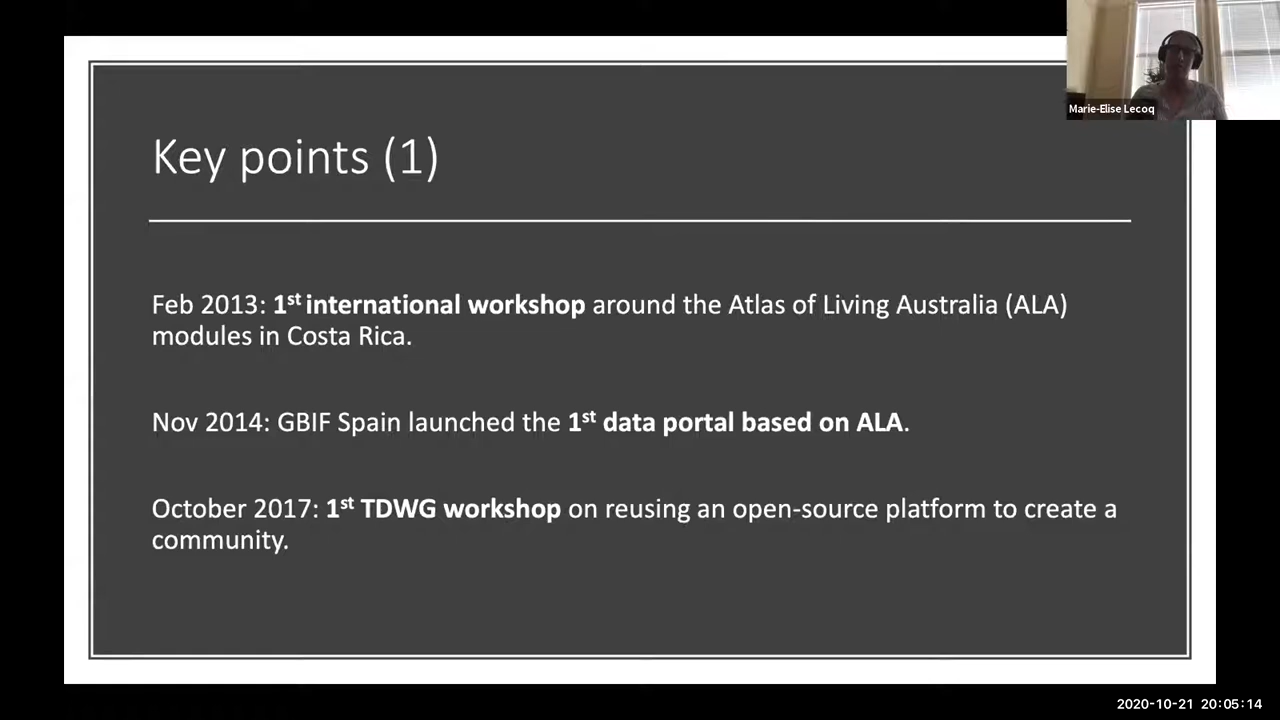 Marie-Elise Lecoq
Key points (1)
Feb 2013: 1st international workshop around the Atlas of Living Australia (ALA)
modules in Costa Rica.
Nov 2014: GBIF Spain launched the 1st data portal based on ALA.
October 2017: 1st TDWG workshop on reusing an open-source platform to create a
community.
2020-10-21 20:05:14